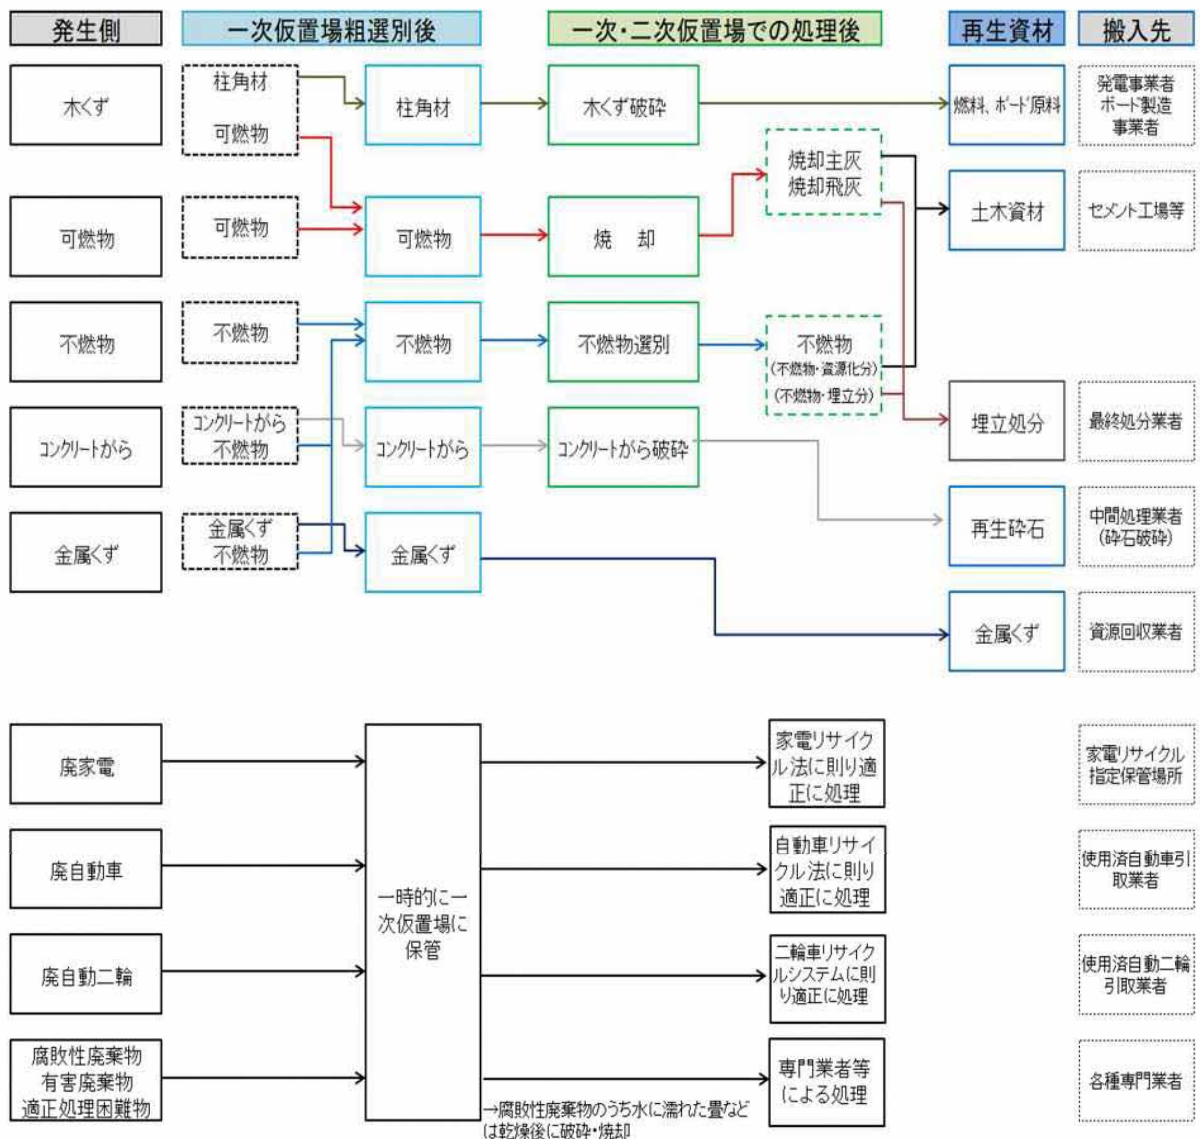 発生側
一次仮置場粗選別後
一次・二次仮置場での処理後
再生資材
搬入先
木くず
柱角材
可燃物
柱角材
木くず破砕
燃料、ボード原料
発電事業者
ボード製造
事業者
焼却主灰
焼却飛灰
土木資材
セメント工場等
可燃物
可燃物
可燃物
焼　却
不燃物
不燃物
不燃物
不燃物選別
不燃物
(不燃物・資源化分)
(不燃物・埋立分)
埋立処分
最終処分業者
コンクリートがら
コンクリートがら
不燃物
コンクリートがら
コンクリートがら破砕
再生砕石
中間処理業者
(砕石破砕)
金属くず
金属くず
不燃物
金属くず
金属くず
資源回収業者
廃家電
一時的に一
次仮置場に
保管
家電リサイク
ル法に則り適
正に処理
家電リサイクル
指定保管場所
廃自動車
自動車リサイ
クル法に則り
適正に処理
使用済自動車引
取業者
廃自動二輪
二輪車リサイク
ルシステムに則
り適正に処理
使用済自動二輪
引取業者
腐敗性廃棄物
有害廃棄物
適正処理困難物
専門業者等
による処理
各種専門業者
→腐敗性廃棄物のうち水に濡れた畳など
は乾燥後に破砕・焼却